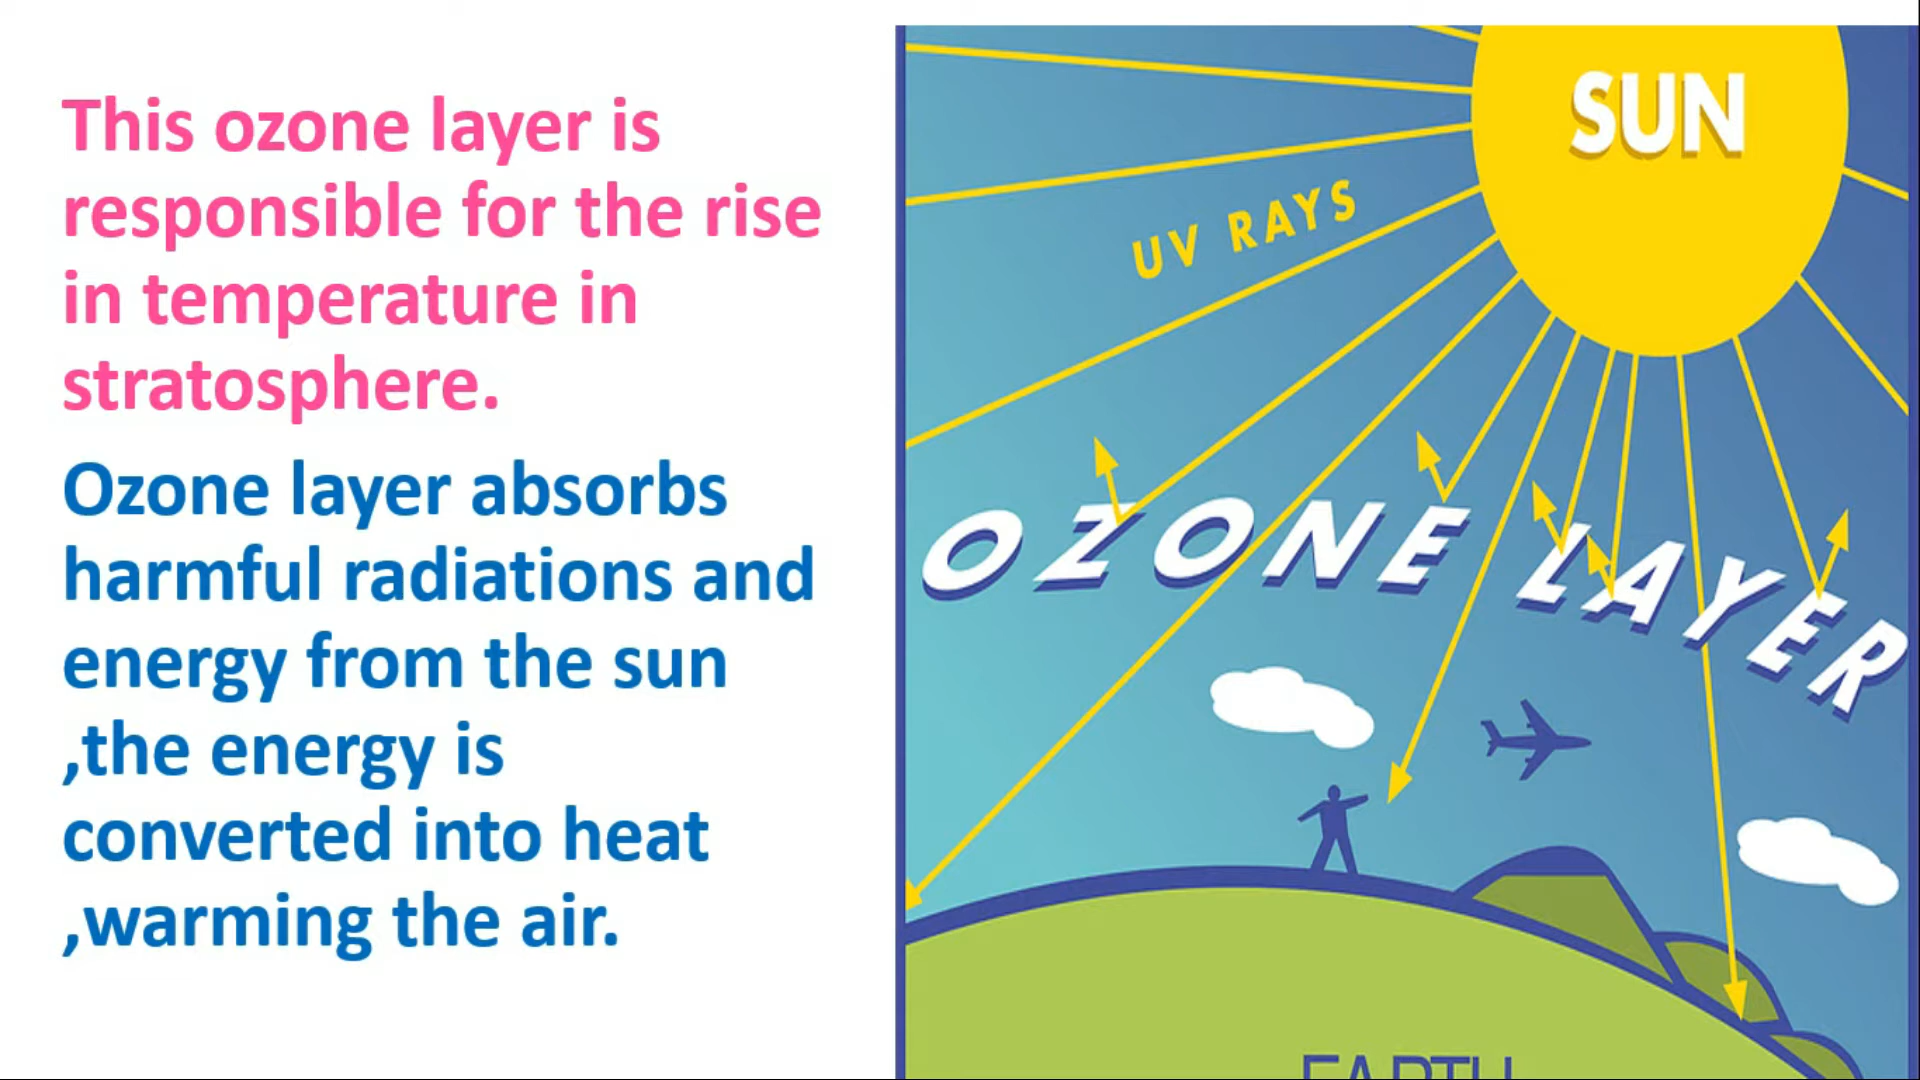 This ozone layer is
responsible for the rise
in temperature in
stratosphere.
Ozone layer absorbs
harmful radiations and
energy from the sun
,the energy is
converted into heat
,warming the air.
SUN
UV RAYS
OZONE LAYER
EARTH